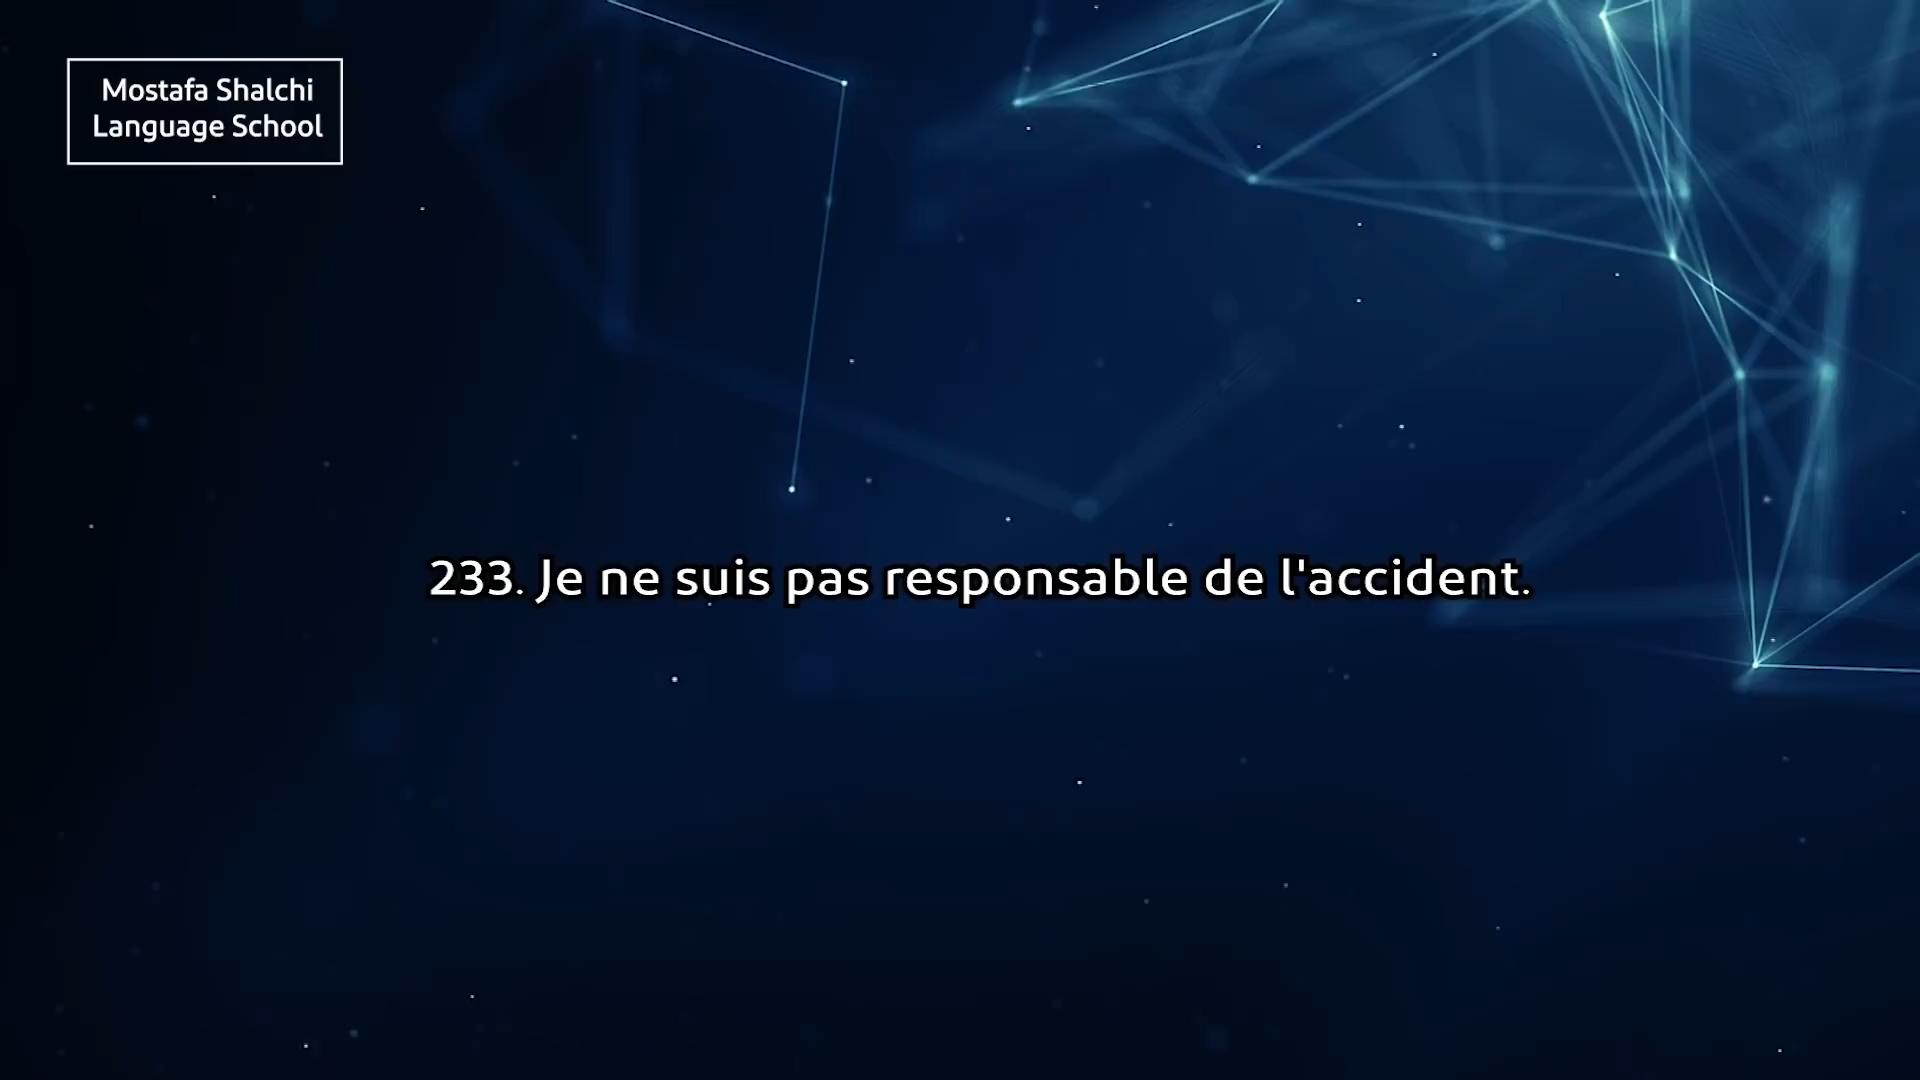 Mostafa Shalchi
Language School
233. Je ne suis pas responsable de l'accident.